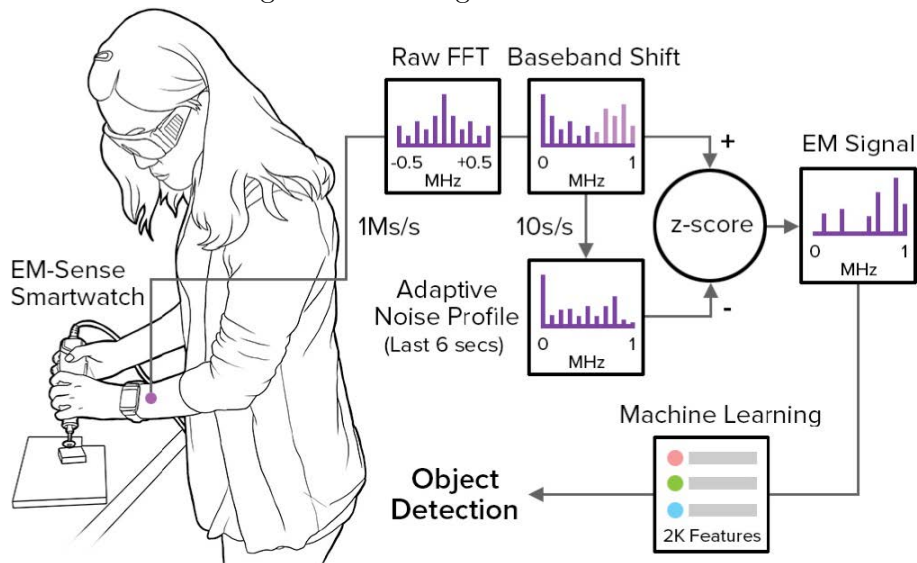 Raw FFT
Baseband Shift
-0.5 +0.5
MHz
0 1
MHz
+
EM Signal
0 1
MHz
z-score
1Ms/s
10s/s
EM-Sense
Smartwatch
Adaptive
Noise Profile
(Last 6 secs)
0 1
MHz
-
Machine Learning
2K Features
Object
Detection